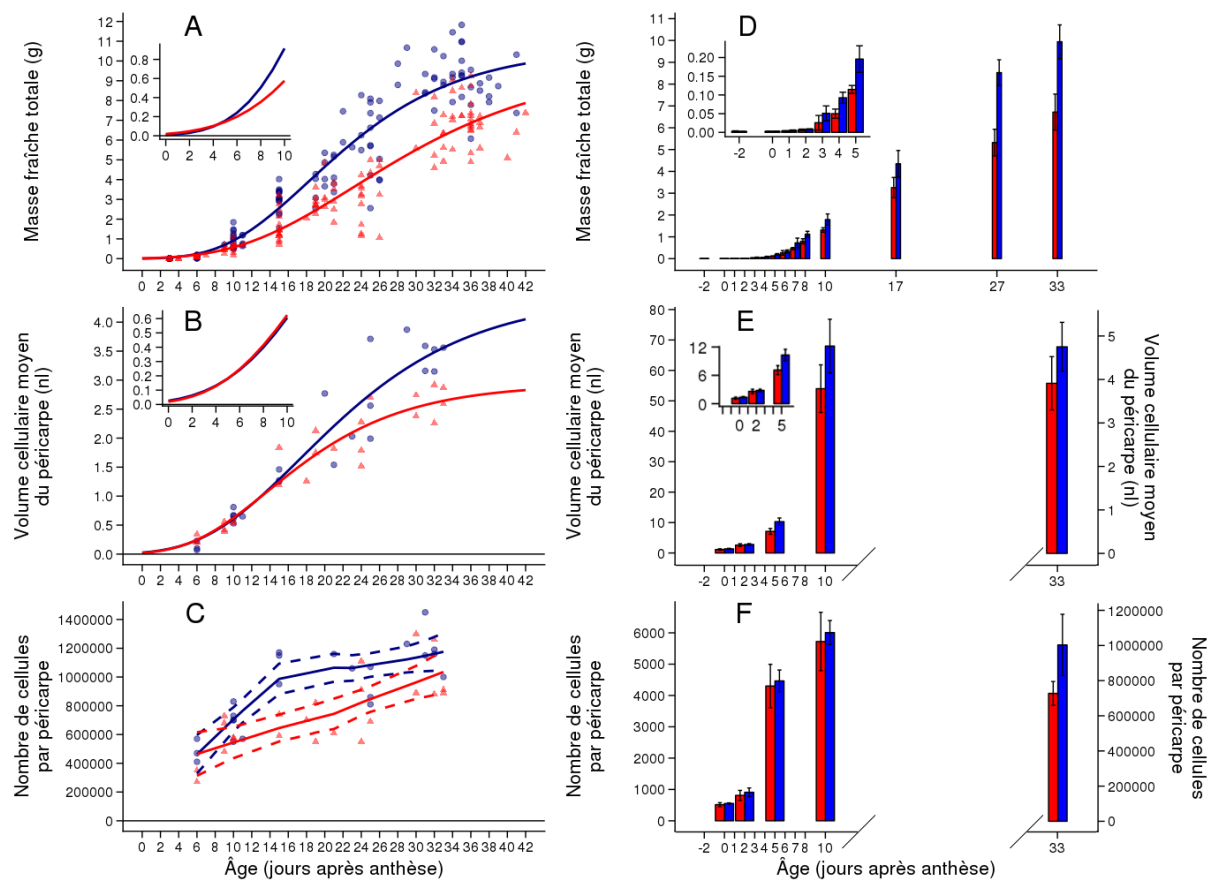 A
Masse fraîche totale (g)
12
11
10
9
8
7
6
5
4
3
2
1
0
0.8
0.6
0.4
0.2
0.0
0 2 4 6 8 10
0 2 4 6 8 10 12 14 16 18 20 22 24 26 28 30 32 34 36 38 40 42
D
Masse fraîche totale (g)
11
10
9
8
7
6
5
4
3
2
1
0
0.20
0.15
0.10
0.05
0.00
-2 0 1 2 3 4 5
-2 0 1 2 3 4 5 6 7 8 10 17 27 33
B
Volume cellulaire moyen
du péricarpe (nl)
4.0
3.5
3.0
2.5
2.0
1.5
1.0
0.5
0.0
0.6
0.5
0.4
0.3
0.2
0.1
0.0
0 2 4 6 8 10
0 2 4 6 8 10 12 14 16 18 20 22 24 26 28 30 32 34 36 38 40 42
E
Volume cellulaire moyen
du péricarpe (nl)
80
70
60
50
40
30
20
10
0
12
6
0
0 2 5
-2 0 1 2 3 4 5 6 7 8 10 33
5
4
3
2
1
0
Volume cellulaire moyen
du péricarpe (nl)
C
Nombre de cellules
par péricarpe
1400000
1200000
1000000
800000
600000
400000
200000
0
0 2 4 6 8 10 12 14 16 18 20 22 24 26 28 30 32 34 36 38 40 42
Âge (jours après anthèse)
F
Nombre de cellules
par péricarpe
6000
5000
4000
3000
2000
1000
0
-2 0 1 2 3 4 5 6 7 8 10 33
1200000
1000000
800000
600000
400000
200000
0
Nombre de cellules
par péricarpe
Âge (jours après anthèse)